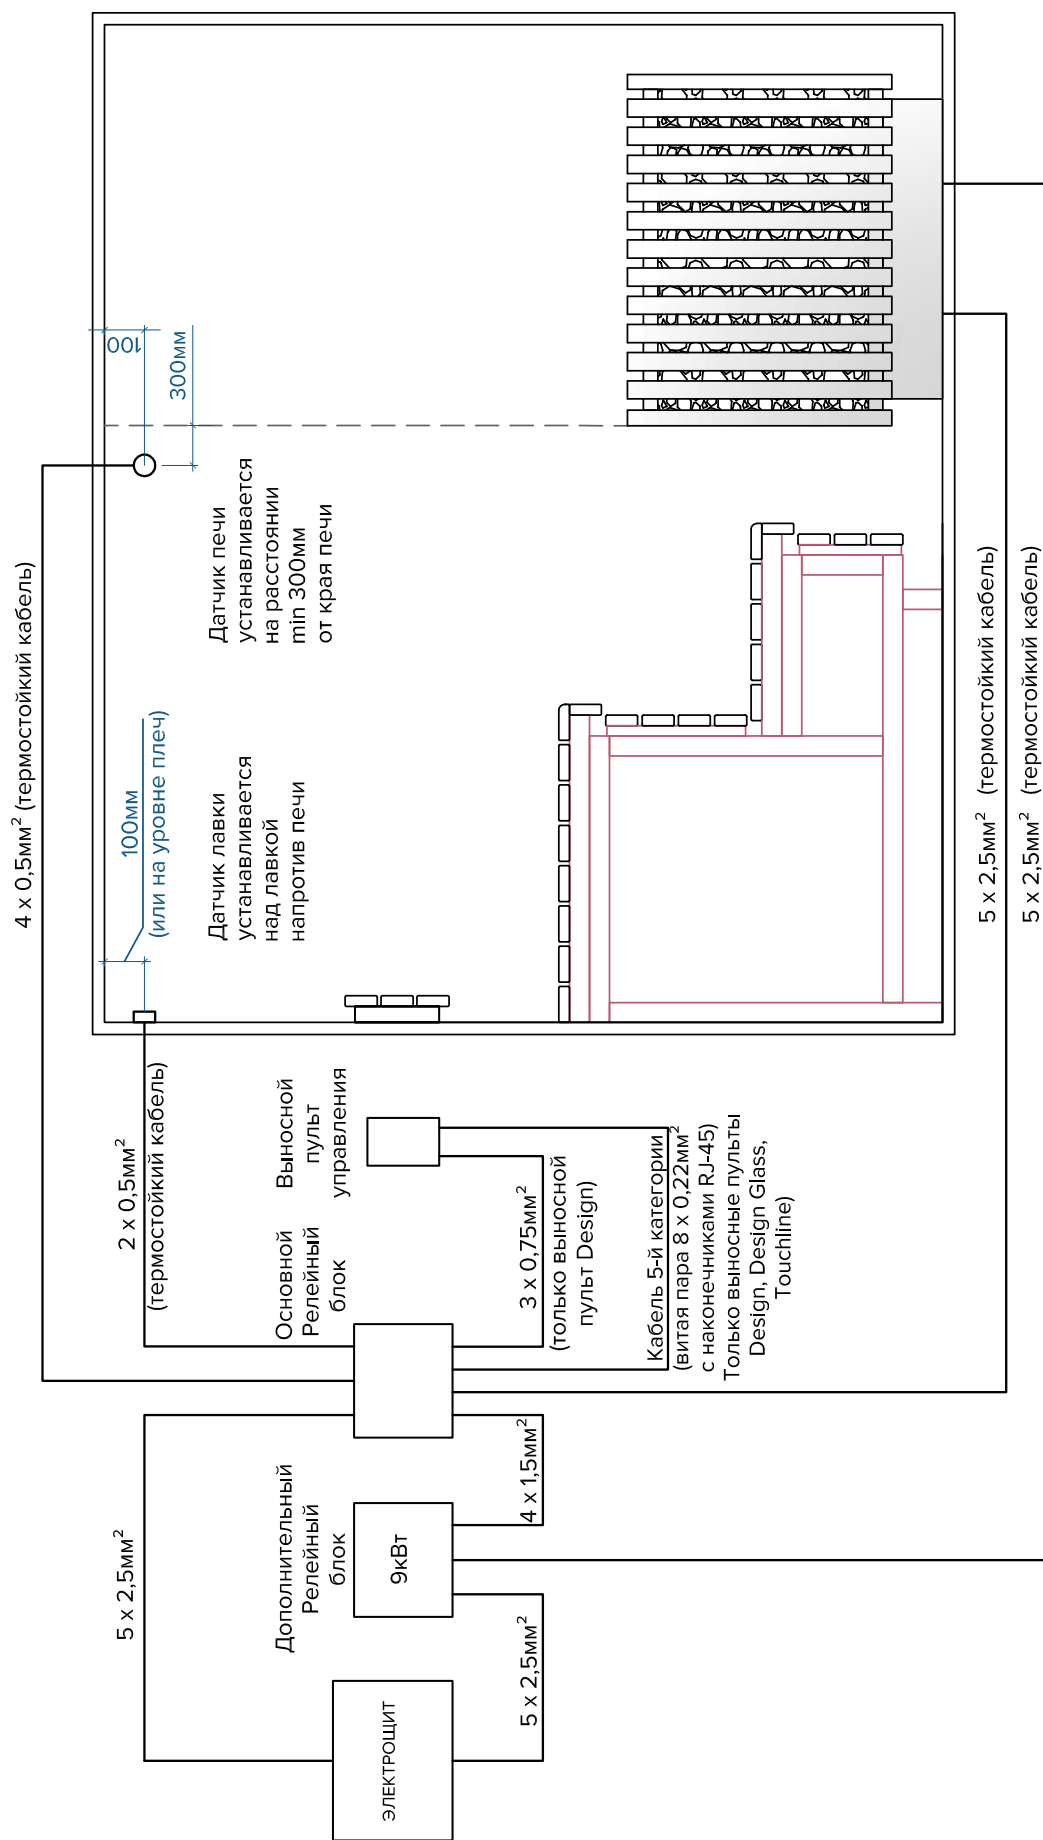 ЭЛЕКТРОЩИТ
5 x 2,5мм²
5 x 2,5мм²
Дополнительный
Релейный
блок
9кВт
4 x 1,5мм²
Основной
Релейный
блок
Выносной
пульт
управления
2 x 0,5мм²
(термостойкий кабель)
3 x 0,75мм²
(только выносной
пульт Design)
Кабель 5-й категории
(витая пара 8 x 0,22мм²
с наконечниками RJ-45)
Только выносные пульты
Design, Design Glass,
Touchline)
4 x 0,5мм² (термостойкий кабель)
100мм
(или на уровне плеч)
Датчик лавки
устанавливается
над лавкой
напротив печи
Датчик печи
устанавливается
на расстоянии
min 300мм
от края печи
100
300мм
5 x 2,5мм² (термостойкий кабель)
5 x 2,5мм² (термостойкий кабель)